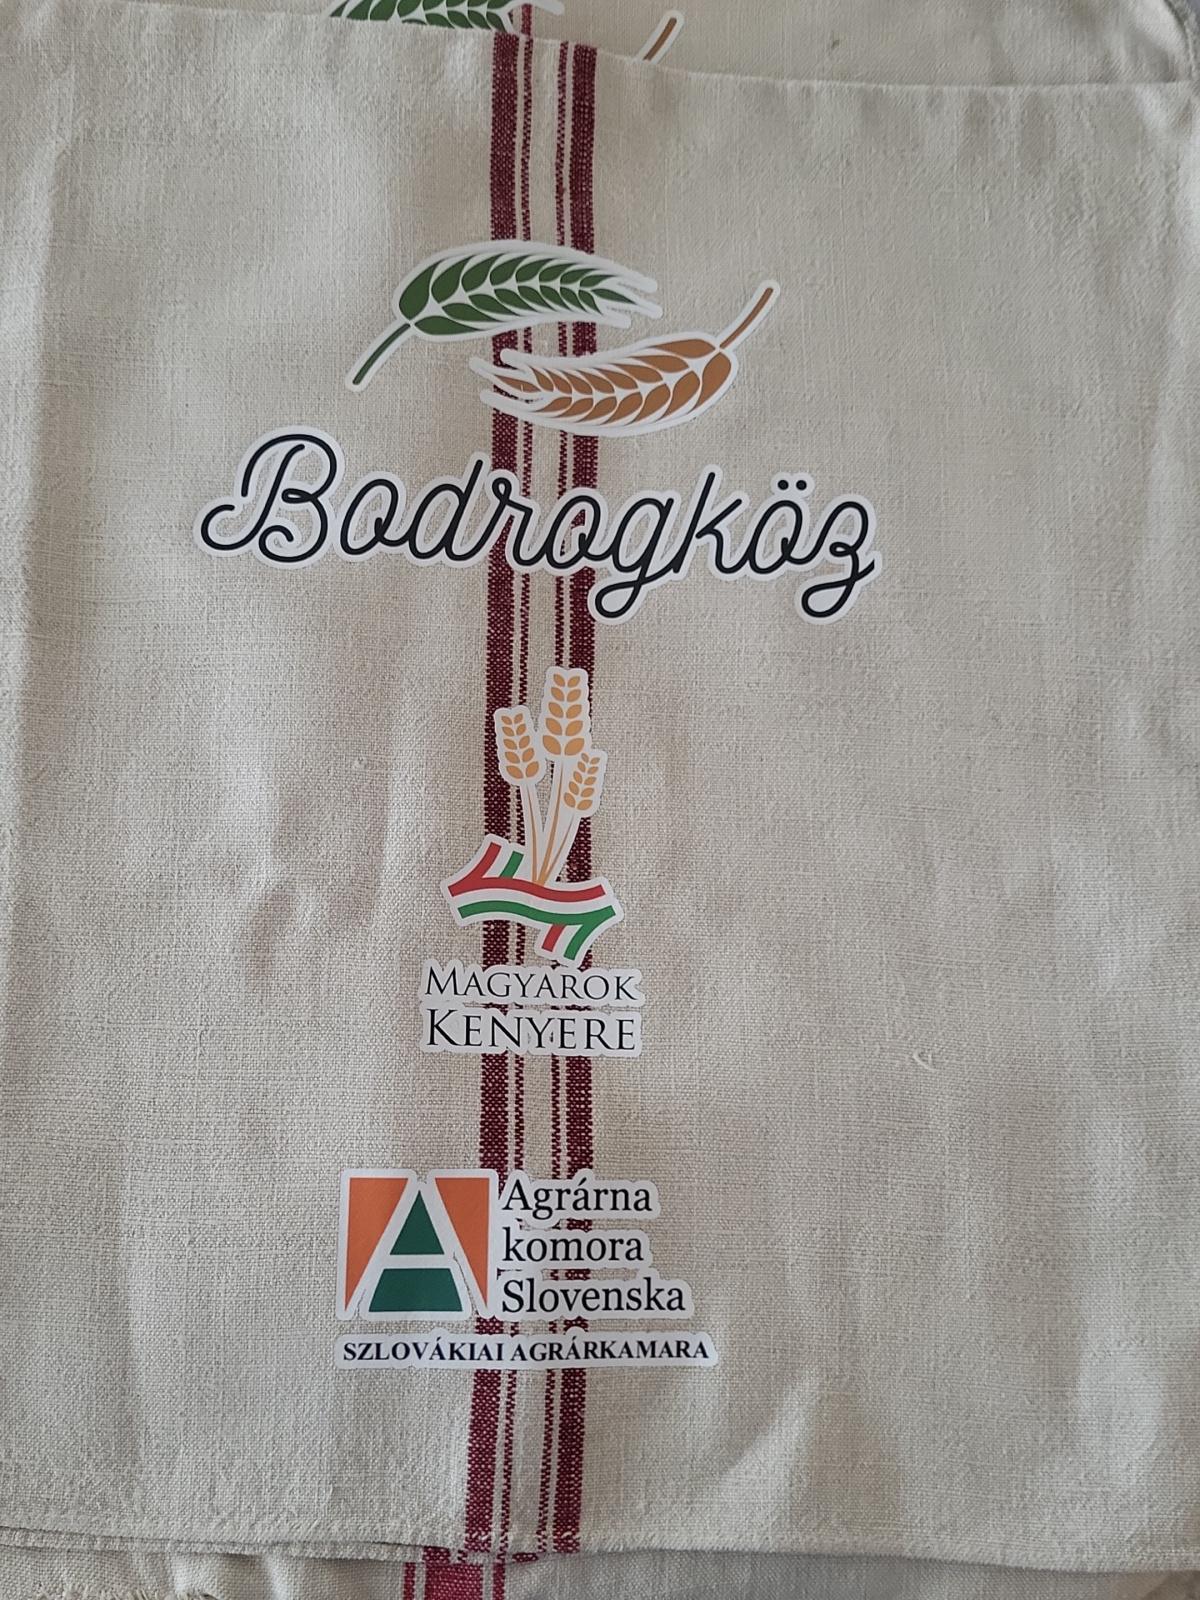 Bodrogköz
MAGYAROK
KENYERE
Agrárna
komora
Slovenska
SZLOVÁKIAI AGRÁRKAMARA